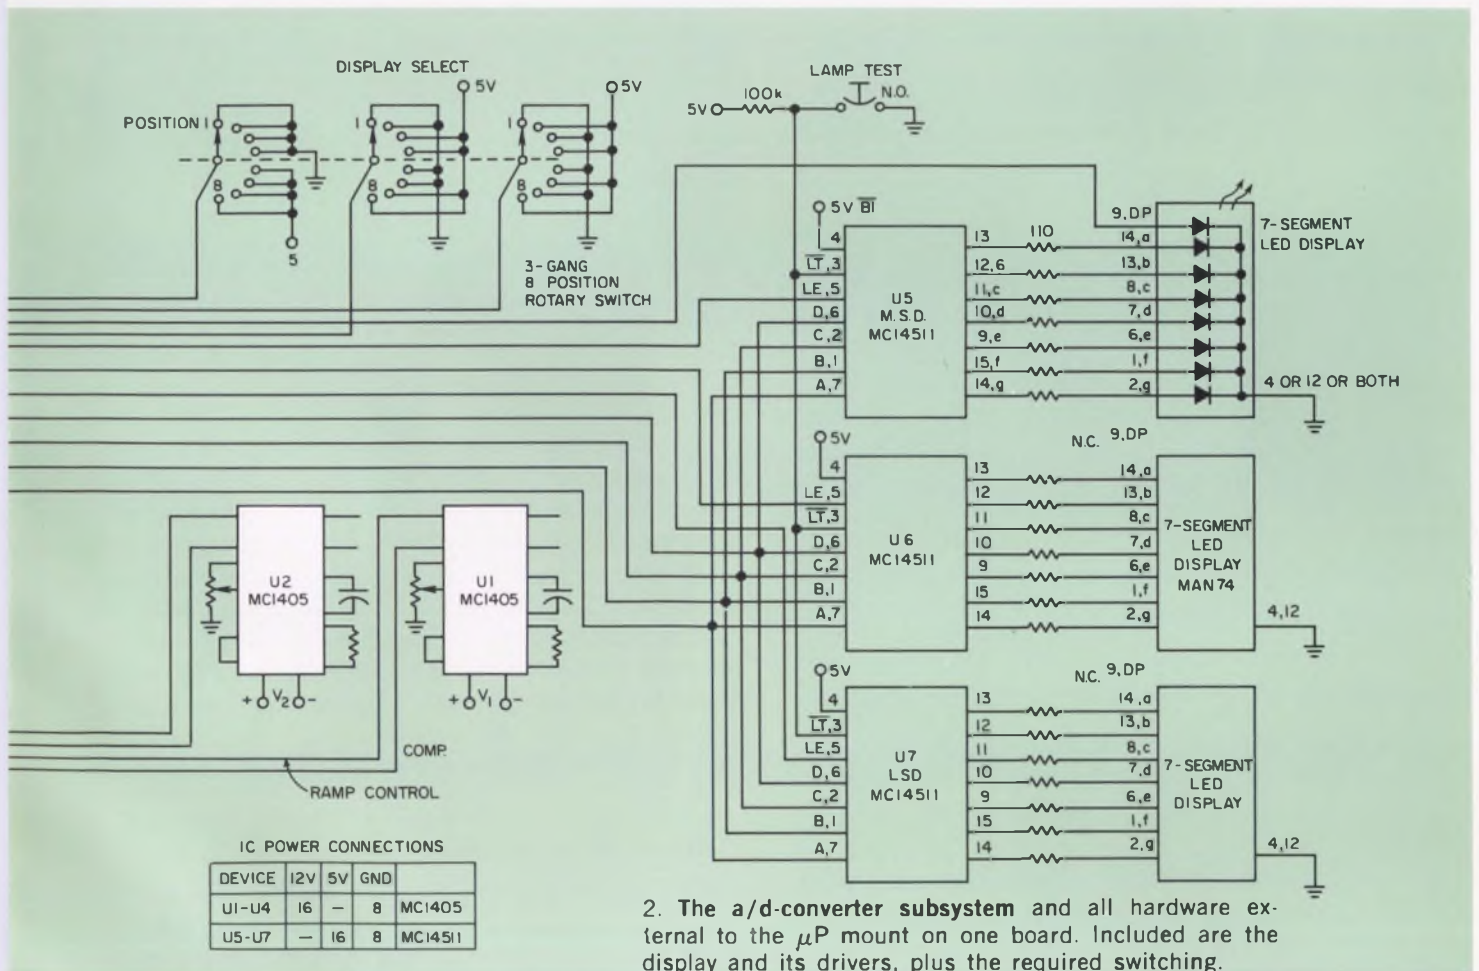 DISPLAY SELECT
5V
5V
POSITION 1
1
1
8
8
8
5
3-GANG
8 POSITION
ROTARY SWITCH
LAMP TEST
100k
5V
N.O.
5V B̅I̅
4
L̅T̅,3
LE,5
D,6
C,2
B,1
A,7
U5
M.S.D.
MC14511
13
12,6
11,c
10,d
9,e
15,f
14,g
110
9,DP
14,a
13,b
8,c
7,d
6,e
1,f
2,g
7-SEGMENT
LED DISPLAY
4 OR 12 OR BOTH
5V
4
LE,5
L̅T̅,3
D,6
C,2
B,1
A,7
U6
MC14511
13
12
11
10
9
15
14
N.C. 9,DP
14,a
13,b
8,c
7,d
6,e
1,f
2,g
7-SEGMENT
LED
DISPLAY
MAN74
4,12
5V
4
L̅T̅,3
LE,5
D,6
C,2
B,1
A,7
U7
LSD
MC14511
13
12
11
10
9
15
14
N.C. 9,DP
14,a
13,b
8,c
7,d
6,e
1,f
2,g
7-SEGMENT
LED
DISPLAY
4,12
U2
MC1405
+ V2 -
U1
MC1405
+ V1 -
COMP.
RAMP CONTROL
IC POWER CONNECTIONS
DEVICE 12V 5V GND
U1-U4 16 — 8 MC1405
U5-U7 — 16 8 MC14511
2. The a/d-converter subsystem and all hardware ex-
ternal to the μP mount on one board. Included are the
display and its drivers, plus the required switching.